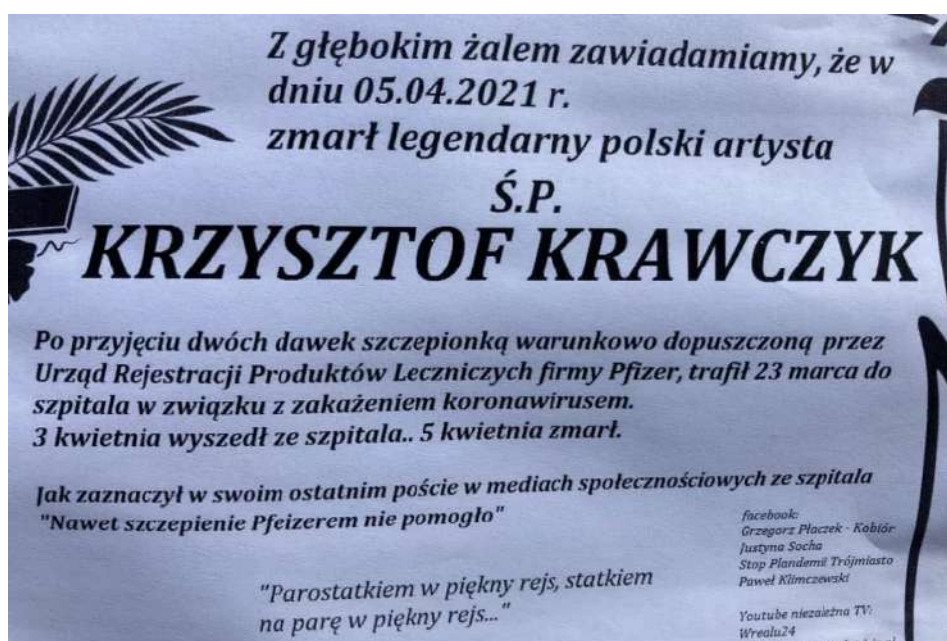 Z głębokim żalem zawiadamiamy, że w
dniu 05.04.2021 r.
zmarł legendarny polski artysta
Ś.P.
KRZYSZTOF KRAWCZYK
Po przyjęciu dwóch dawek szczepionką warunkowo dopuszczoną przez
Urząd Rejestracji Produktów Leczniczych firmy Pfizer, trafił 23 marca do
szpitala w związku z zakażeniem koronawirusem.
3 kwietnia wyszedł ze szpitala.. 5 kwietnia zmarł.
Jak zaznaczył w swoim ostatnim poście w mediach społecznościowych ze szpitala
"Nawet szczepienie Pfeizerem nie pomogło"
"Parostatkiem w piękny rejs, statkiem
na parę w piękny rejs..."
facebook:
Grzegorz Płaczek - Kobiór
Justyna Socha
Stop Plandemii Trójmiasto
Paweł Klimczewski
Youtube niezależna TV:
Wrealu24